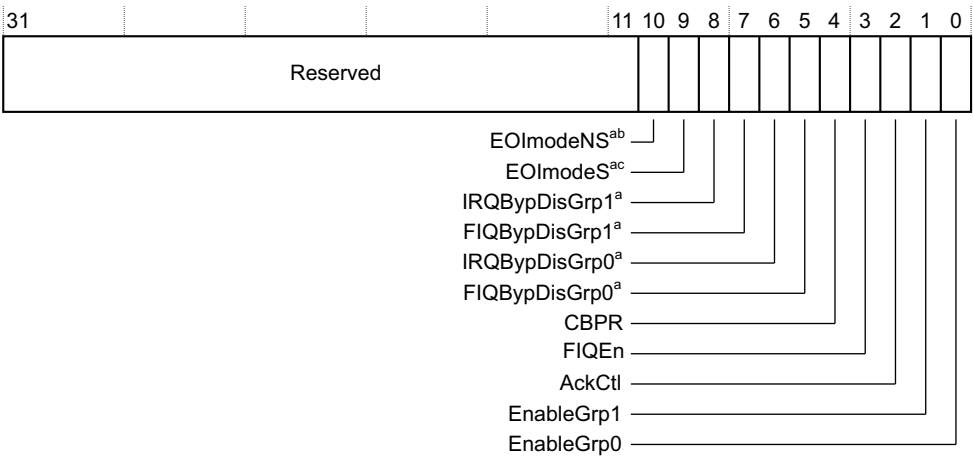 31 11 10 9 8 7 6 5 4 3 2 1 0
Reserved
EOImodeNSab
EOImodeSac
IRQBypDisGrp1a
FIQBypDisGrp1a
IRQBypDisGrp0a
FIQBypDisGrp0a
CBPR
FIQEn
AckCtl
EnableGrp1
EnableGrp0